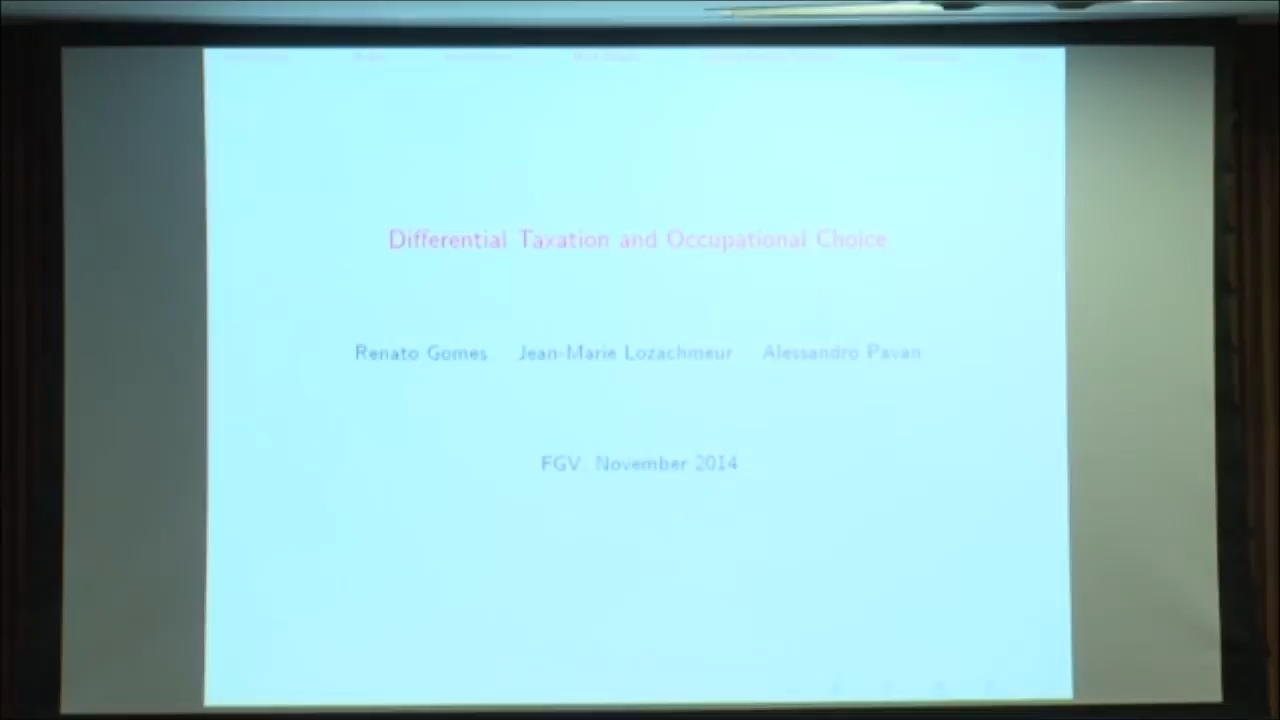 Differential Taxation and Occupational Choice
Renato Gomes Jean-Marie Lozachmeur Alessandro Pavan
FGV, November 2014